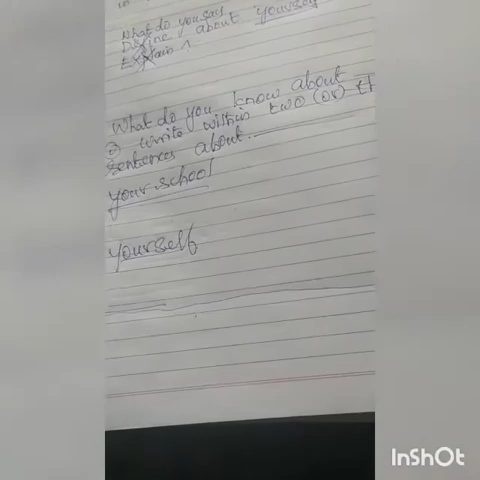 What do you say
Define about yourself
Explain ^
What do you know about
write within two (or)
sentences about
your school
yourself
InShOt